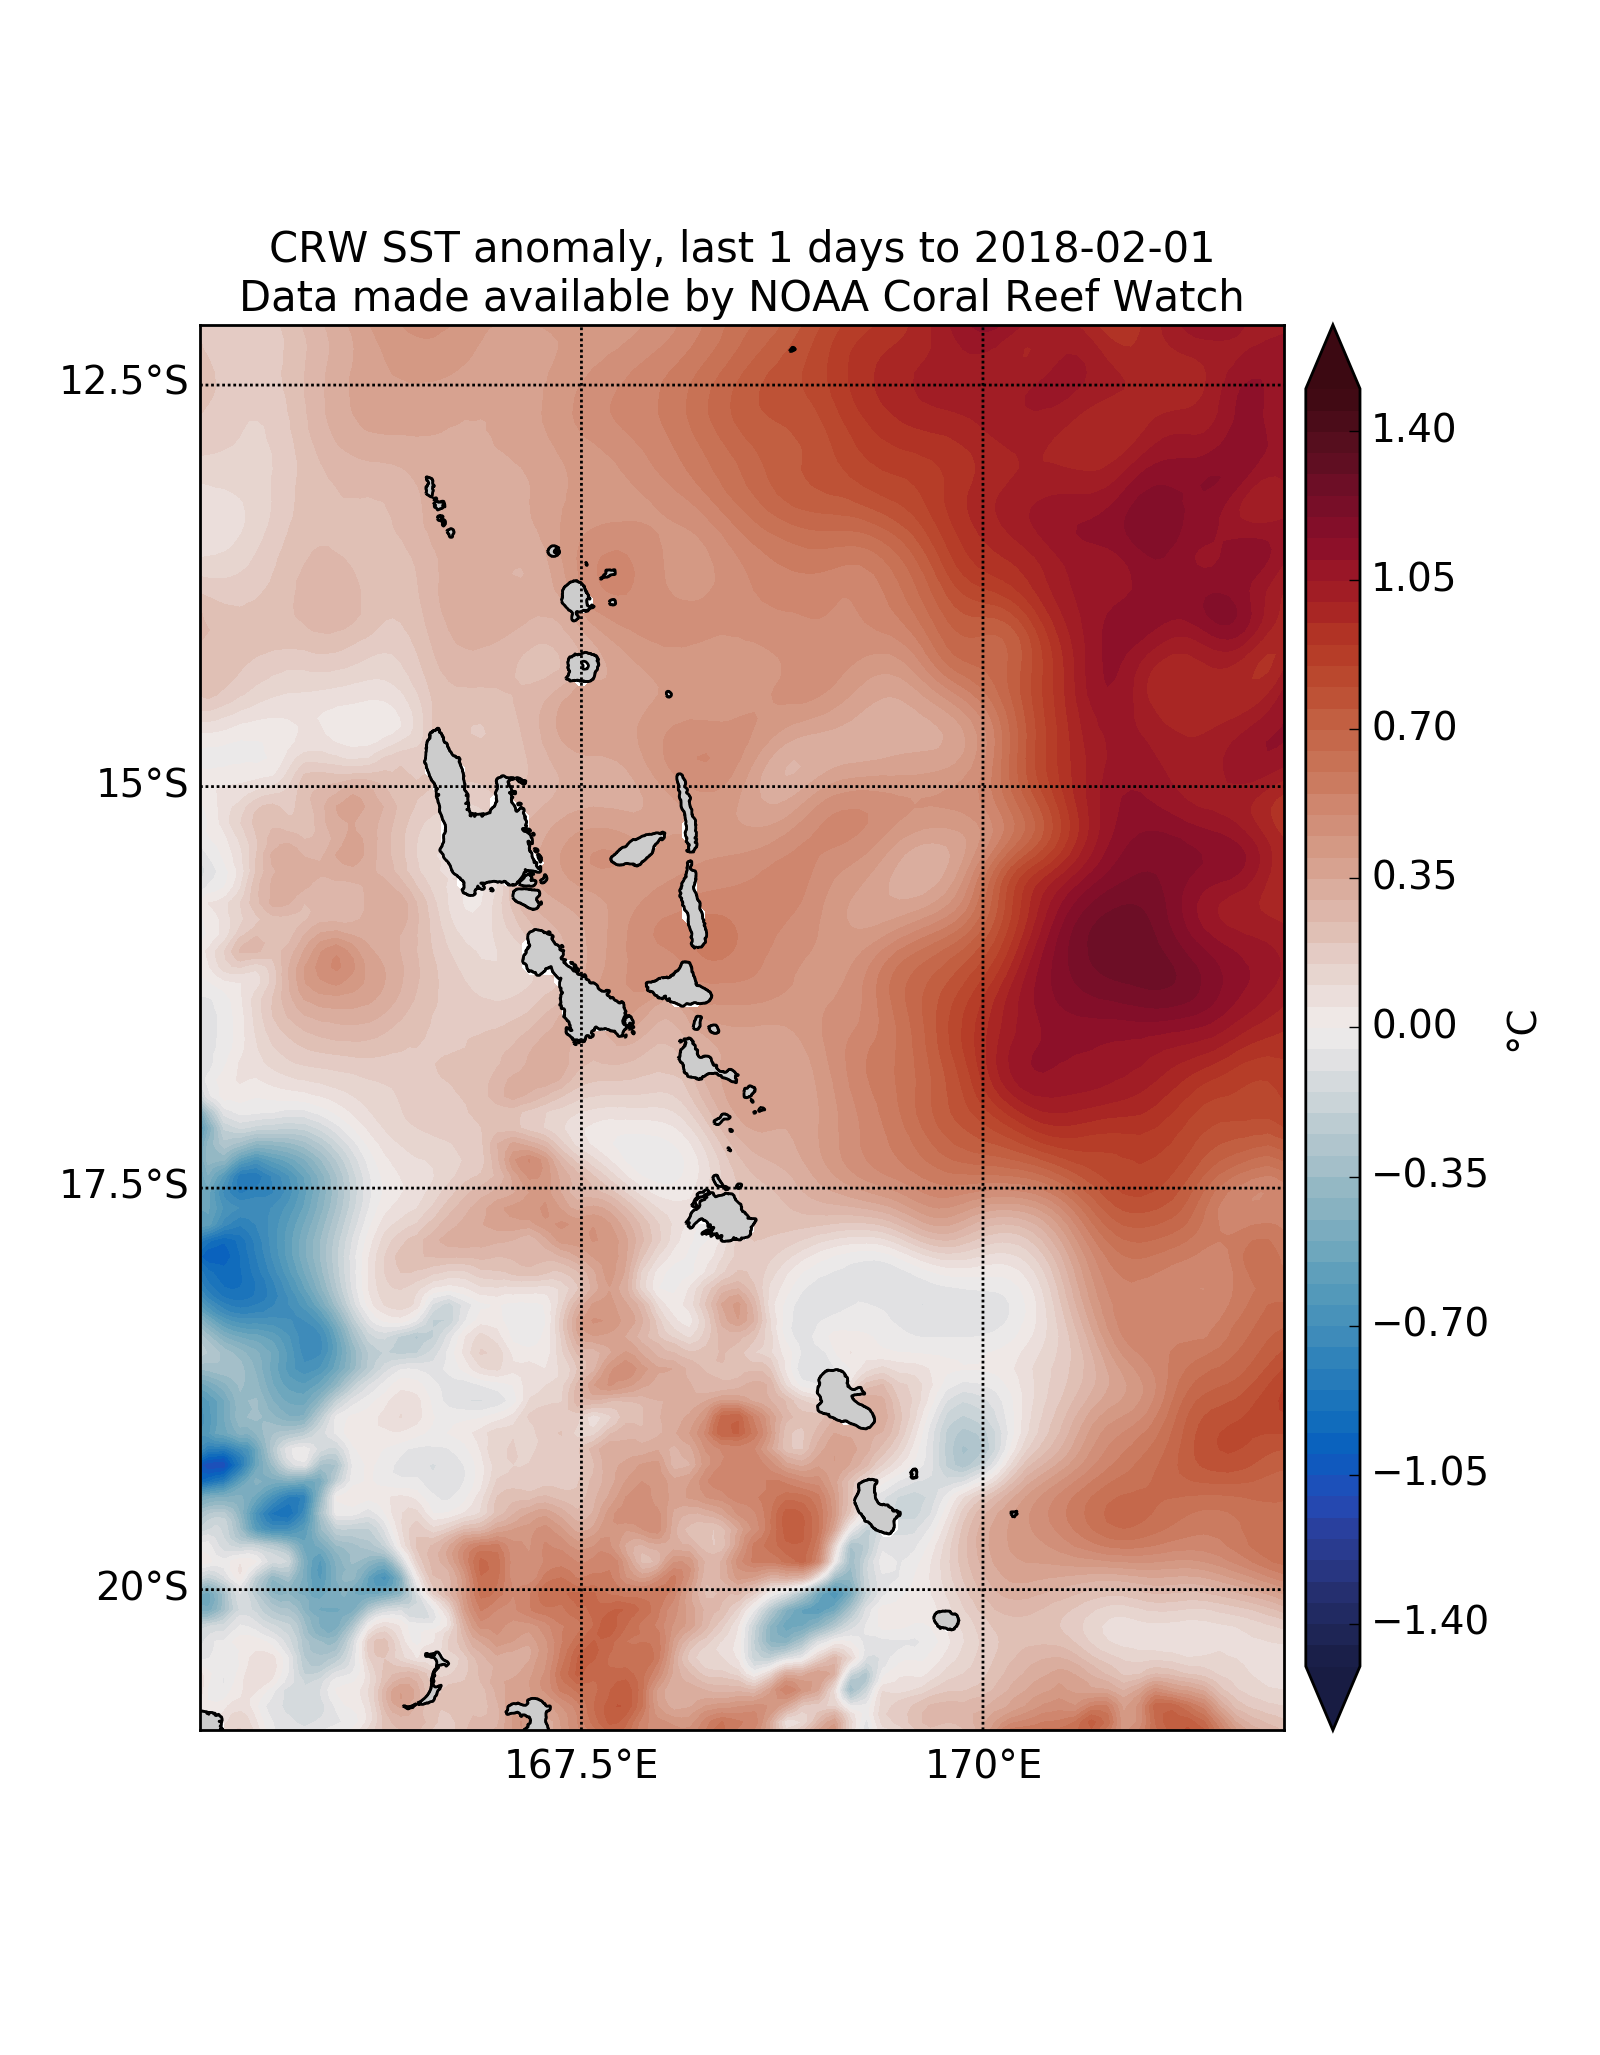 CRW SST anomaly, last 1 days to 2018-02-01
Data made available by NOAA Coral Reef Watch
12.5°S
15°S
17.5°S
20°S
167.5°E
170°E
1.40
1.05
0.70
0.35
0.00
−0.35
−0.70
−1.05
−1.40
°C